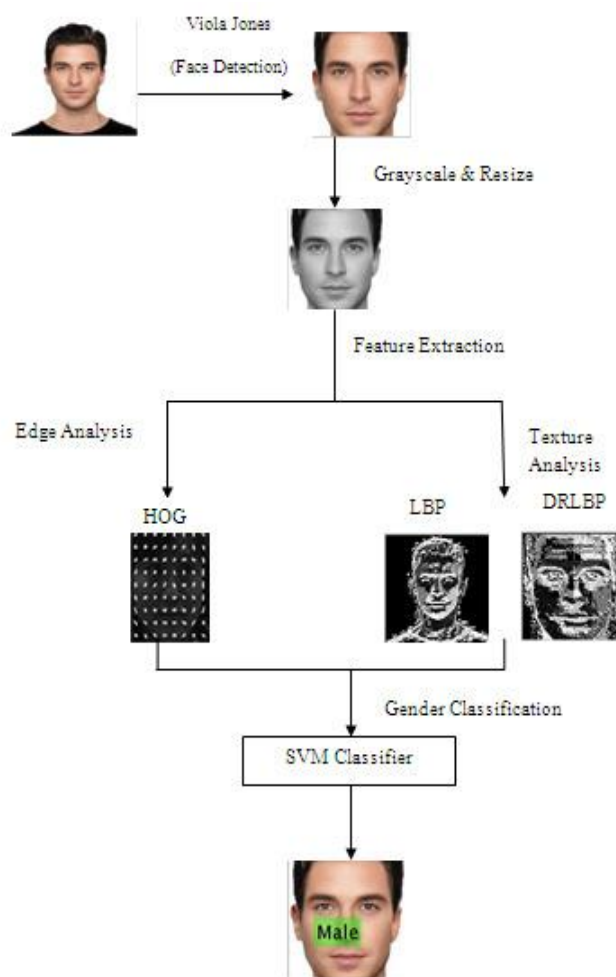 Viola Jones
(Face Detection)
Grayscale & Resize
Feature Extraction
Edge Analysis
Texture
Analysis
HOG
LBP
DRLBP
Gender Classification
SVM Classifier
Male